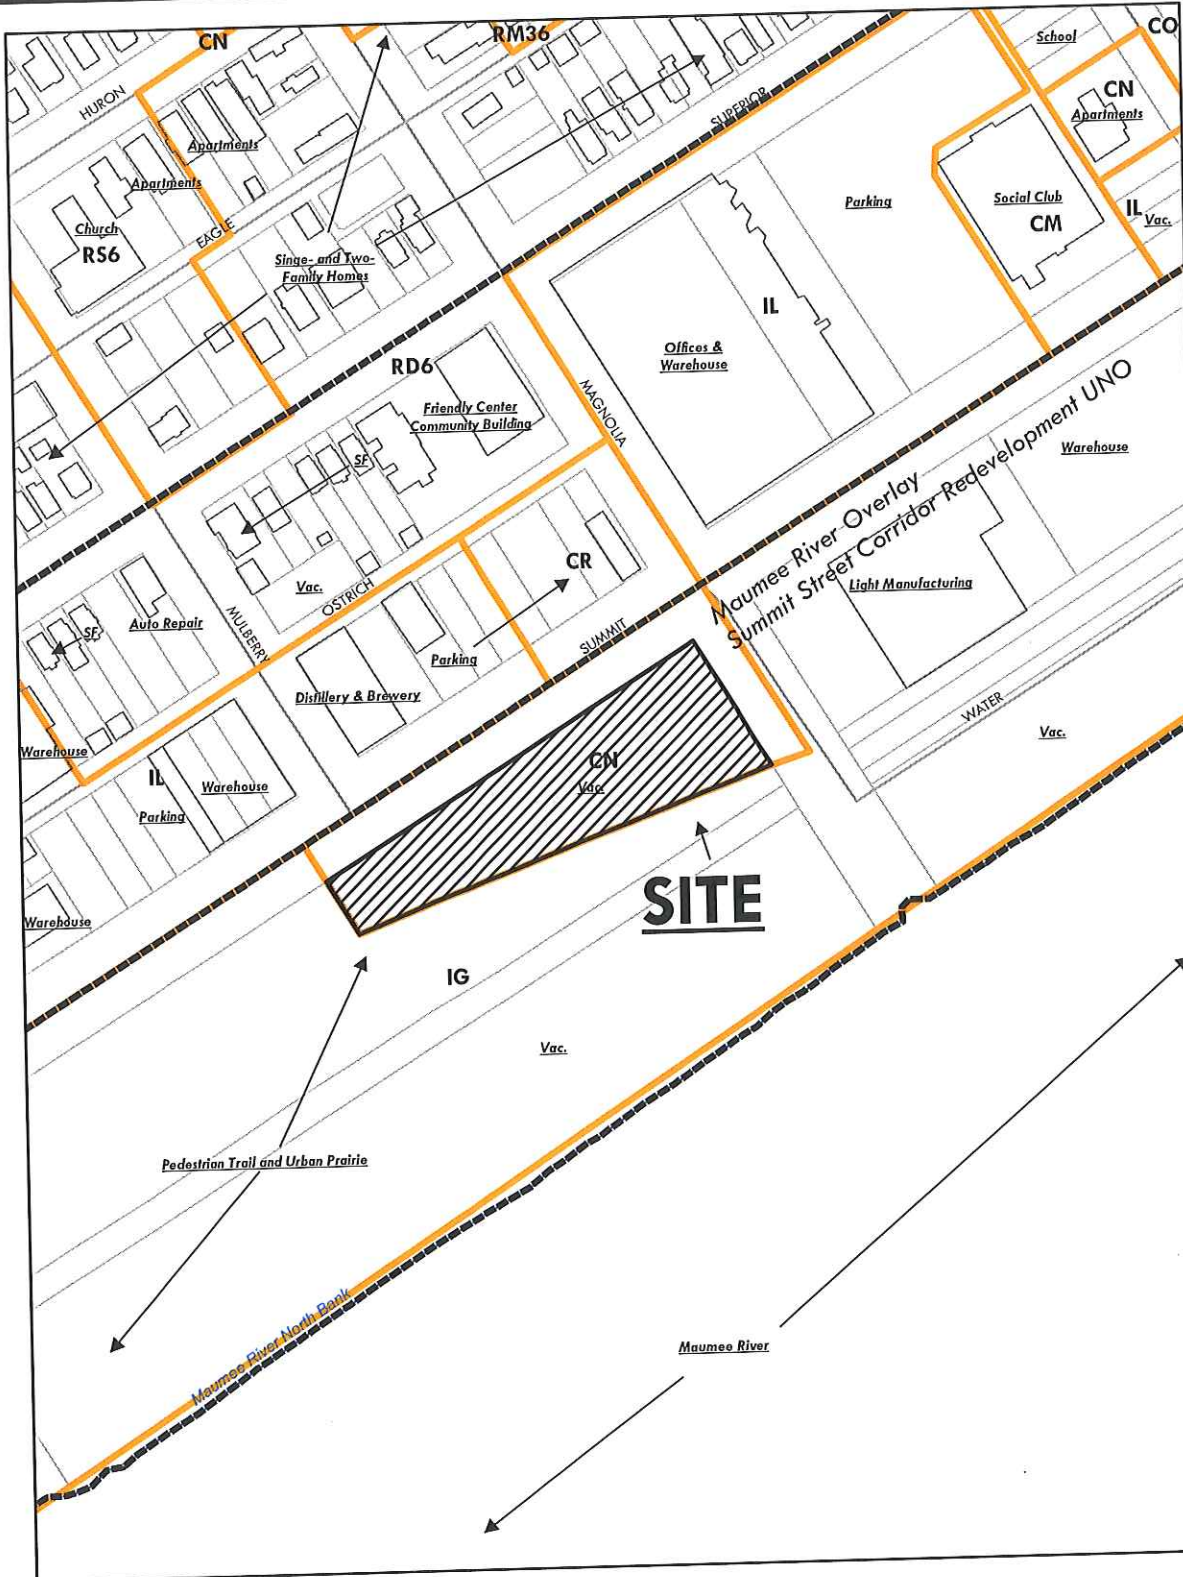 CN
RM36
CO
School
HURON
CN
Apartments
SUPERIOR
Apartments
Apartments
Parking
Social Club
CM
IL
Vac.
Church
RS6
EAGLE
Singe- and Two-
Family Homes
IL
Offices &
Warehouse
RD6
MAGNOLIA
Friendly Center
Community Building
SF
Warehouse
Maumee River Overlay
Summit Street Corridor Redevelopment UNO
CR
Light Manufacturing
Vac.
OSTRICH
MULBERRY
Auto Repair
SF
SUMMIT
Parking
Distillery & Brewery
WATER
Vac.
Warehouse
IL
Warehouse
Parking
CN
Vac.
SITE
Warehouse
IG
Vac.
Pedestrian Trail and Urban Prairie
Maumee River North Bank
Maumee River